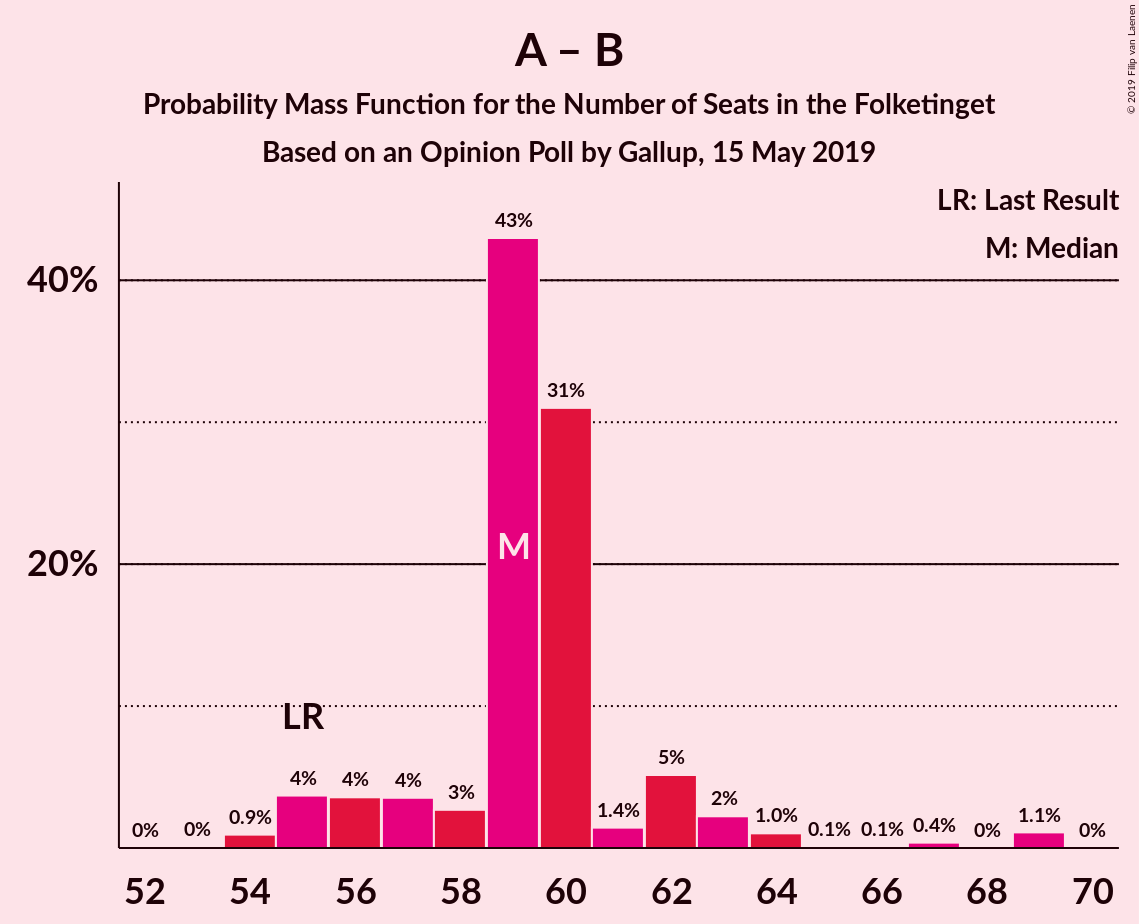 A – B
Probability Mass Function for the Number of Seats in the Folketinget
Based on an Opinion Poll by Gallup, 15 May 2019
© 2019 Filip van Laenen
LR: Last Result
M: Median
40%
20%
43%
31%
M
LR
0%
0%
0.9%
4%
4%
4%
3%
1.4%
5%
2%
1.0%
0.1%
0.1%
0.4%
0%
1.1%
0%
52 54 56 58 60 62 64 66 68 70